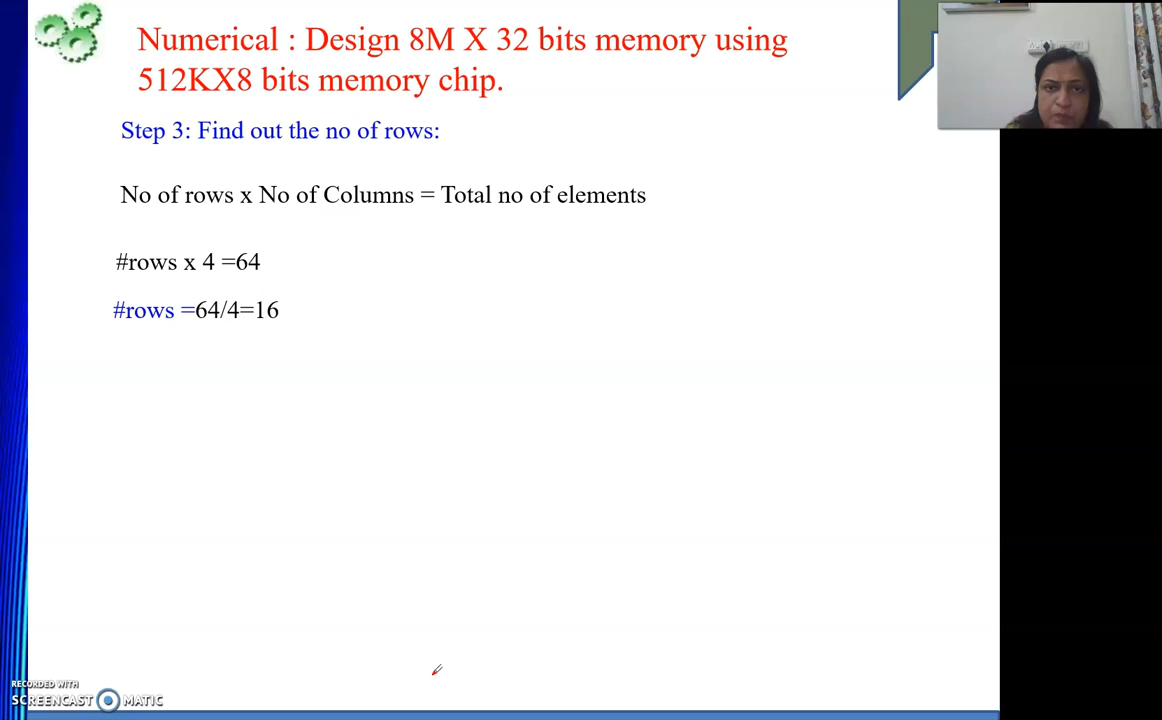 Numerical : Design 8M X 32 bits memory using
512KX8 bits memory chip.
Step 3: Find out the no of rows:
No of rows x No of Columns = Total no of elements
#rows x 4 =64
#rows =64/4=16
RECORDED WITH
SCREENCAST MATIC